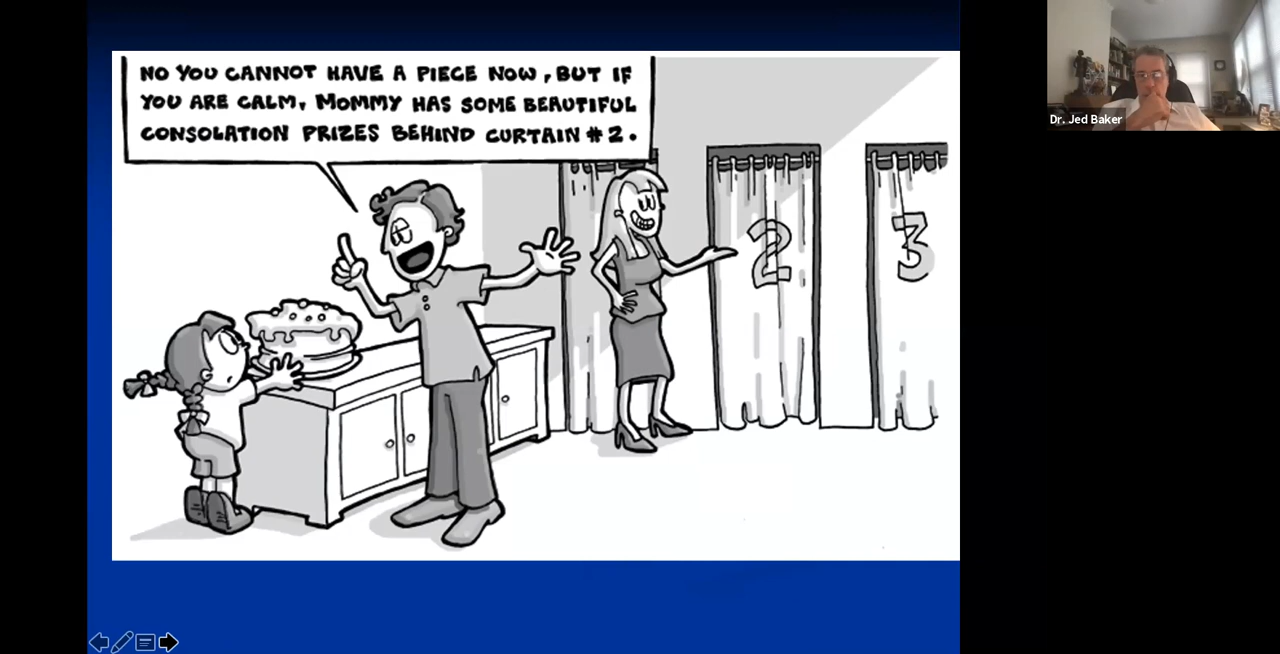 NO YOU CANNOT HAVE A PIECE NOW, BUT IF
YOU ARE CALM, MOMMY HAS SOME BEAUTIFUL
CONSOLATION PRIZES BEHIND CURTAIN #2.
2
3
Dr. Jed Baker